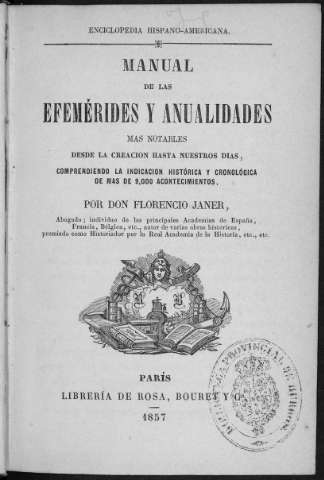 ENCICLOPEDIA HISPANO-AMERICANA.
MANUAL
DE LAS
EFEMÉRIDES Y ANUALIDADES
MAS NOTABLES
DESDE LA CREACION HASTA NUESTROS DIAS,
COMPRENDIENDO LA INDICACION HISTÓRICA Y CRONOLÓGICA
DE MAS DE 9,000 ACONTECIMIENTOS,
POR DON FLORENCIO JANER,
Abogado; individuo de las principales Academias de España,
Francia, Bélgica, etc., autor de varias obras históricas,
premiado como Historiador por la Real Academia de la Historia, etc., etc.
PARÍS
LIBRERÍA DE ROSA, BOURET Y
1857
PROVINCIAL DE BURGOS